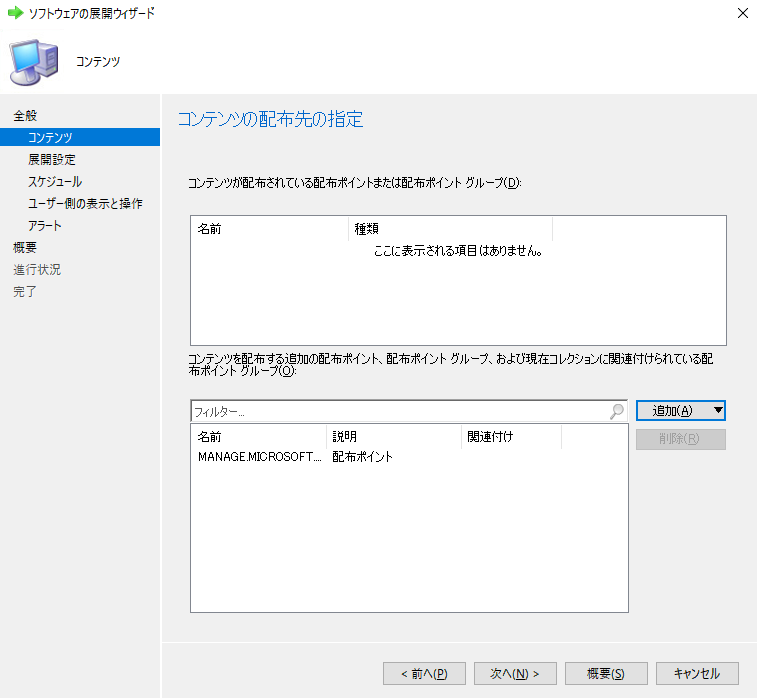 ソフトウェアの展開ウィザード
コンテンツ
全般
コンテンツ
展開設定
スケジュール
ユーザー側の表示と操作
アラート
概要
進行状況
完了
コンテンツの配布先の指定
コンテンツが配布されている配布ポイントまたは配布ポイント グループ(D):
名前 種類
ここに表示される項目はありません。
コンテンツを配布する追加の配布ポイント、配布ポイント グループ、および現在コレクションに関連付けられている配
布ポイント グループ(O):
フィルター...
追加(A)
削除(R)
名前 説明 関連付け
MANAGE.MICROSOFT.... 配布ポイント
< 前へ(P) 次へ(N) > 概要(S) キャンセル